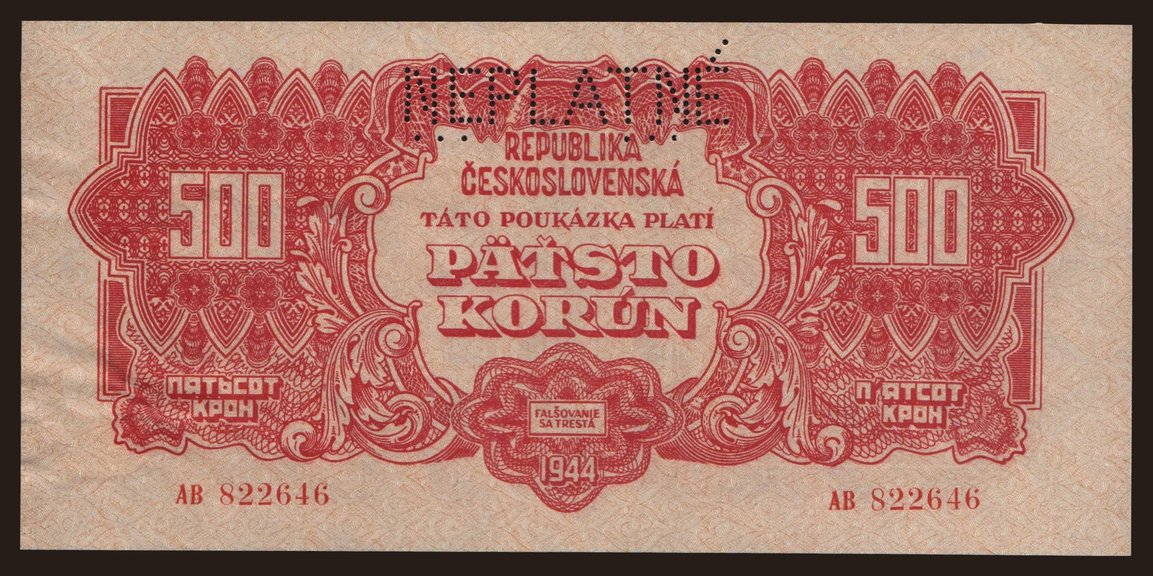 NEPLATNÉ
REPUBLIKA
ČESKOSLOVENSKÁ
TÁTO POUKÁZKA PLATÍ
PÄŤSTO
KORÚN
500
500
ПЯТЬСОТ
КРОН
П'ЯТСОТ
КРОН
FALŠOVANIE
SA TRESTÁ
1944
AB 822646
AB 822646